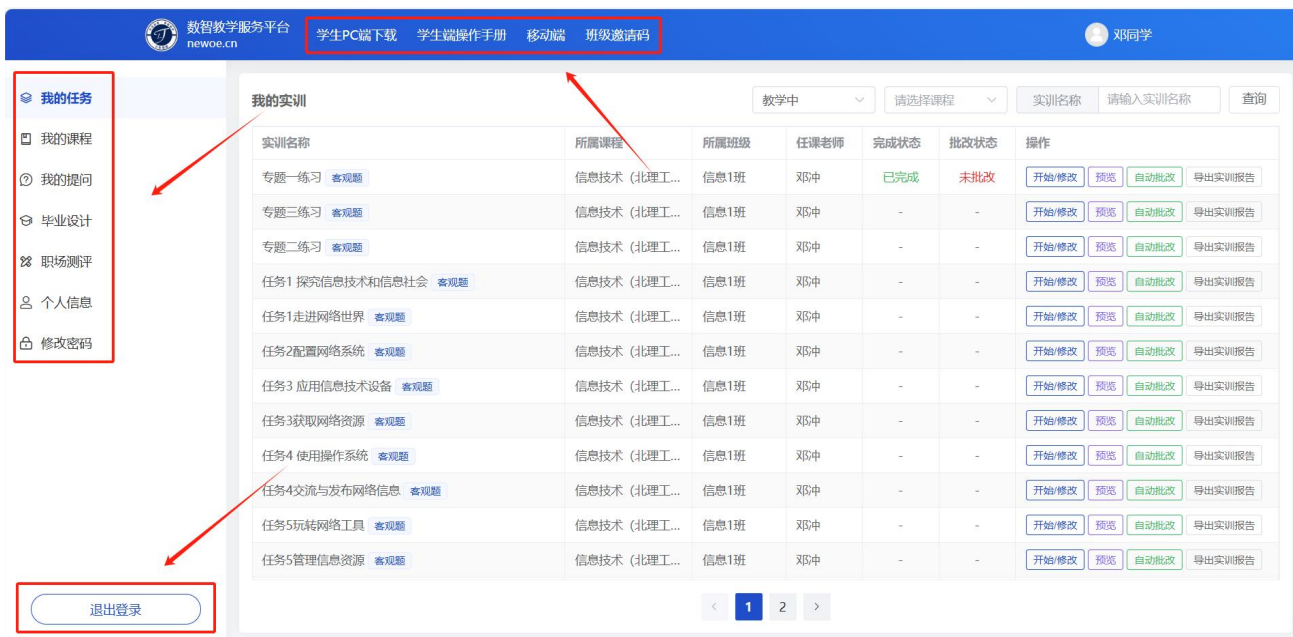 数智教学服务平台
newoe.cn
学生PC端下载 学生端操作手册 移动端 班级邀请码
邓同学
我的任务
我的课程
我的提问
毕业设计
职场测评
个人信息
修改密码
退出登录
我的实训 教学中 请选择课程 实训名称 请输入实训名称 查询
实训名称 所属课程 所属班级 任课老师 完成状态 批改状态 操作
专题一练习 客观题 信息技术（北理工... 信息1班 邓冲 已完成 未批改 开始/修改 预览 自动批改 导出实训报告
专题三练习 客观题 信息技术（北理工... 信息1班 邓冲 - - 开始/修改 预览 自动批改 导出实训报告
专题二练习 客观题 信息技术（北理工... 信息1班 邓冲 - - 开始/修改 预览 自动批改 导出实训报告
任务1 探究信息技术和信息社会 客观题 信息技术（北理工... 信息1班 邓冲 - - 开始/修改 预览 自动批改 导出实训报告
任务1走进网络世界 客观题 信息技术（北理工... 信息1班 邓冲 - - 开始/修改 预览 自动批改 导出实训报告
任务2配置网络系统 客观题 信息技术（北理工... 信息1班 邓冲 - - 开始/修改 预览 自动批改 导出实训报告
任务3 应用信息技术设备 客观题 信息技术（北理工... 信息1班 邓冲 - - 开始/修改 预览 自动批改 导出实训报告
任务3获取网络资源 客观题 信息技术（北理工... 信息1班 邓冲 - - 开始/修改 预览 自动批改 导出实训报告
任务4 使用操作系统 客观题 信息技术（北理工... 信息1班 邓冲 - - 开始/修改 预览 自动批改 导出实训报告
任务4交流与发布网络信息 客观题 信息技术（北理工... 信息1班 邓冲 - - 开始/修改 预览 自动批改 导出实训报告
任务5玩转网络工具 客观题 信息技术（北理工... 信息1班 邓冲 - - 开始/修改 预览 自动批改 导出实训报告
任务5管理信息资源 客观题 信息技术（北理工... 信息1班 邓冲 - - 开始/修改 预览 自动批改 导出实训报告
< 1 2 >